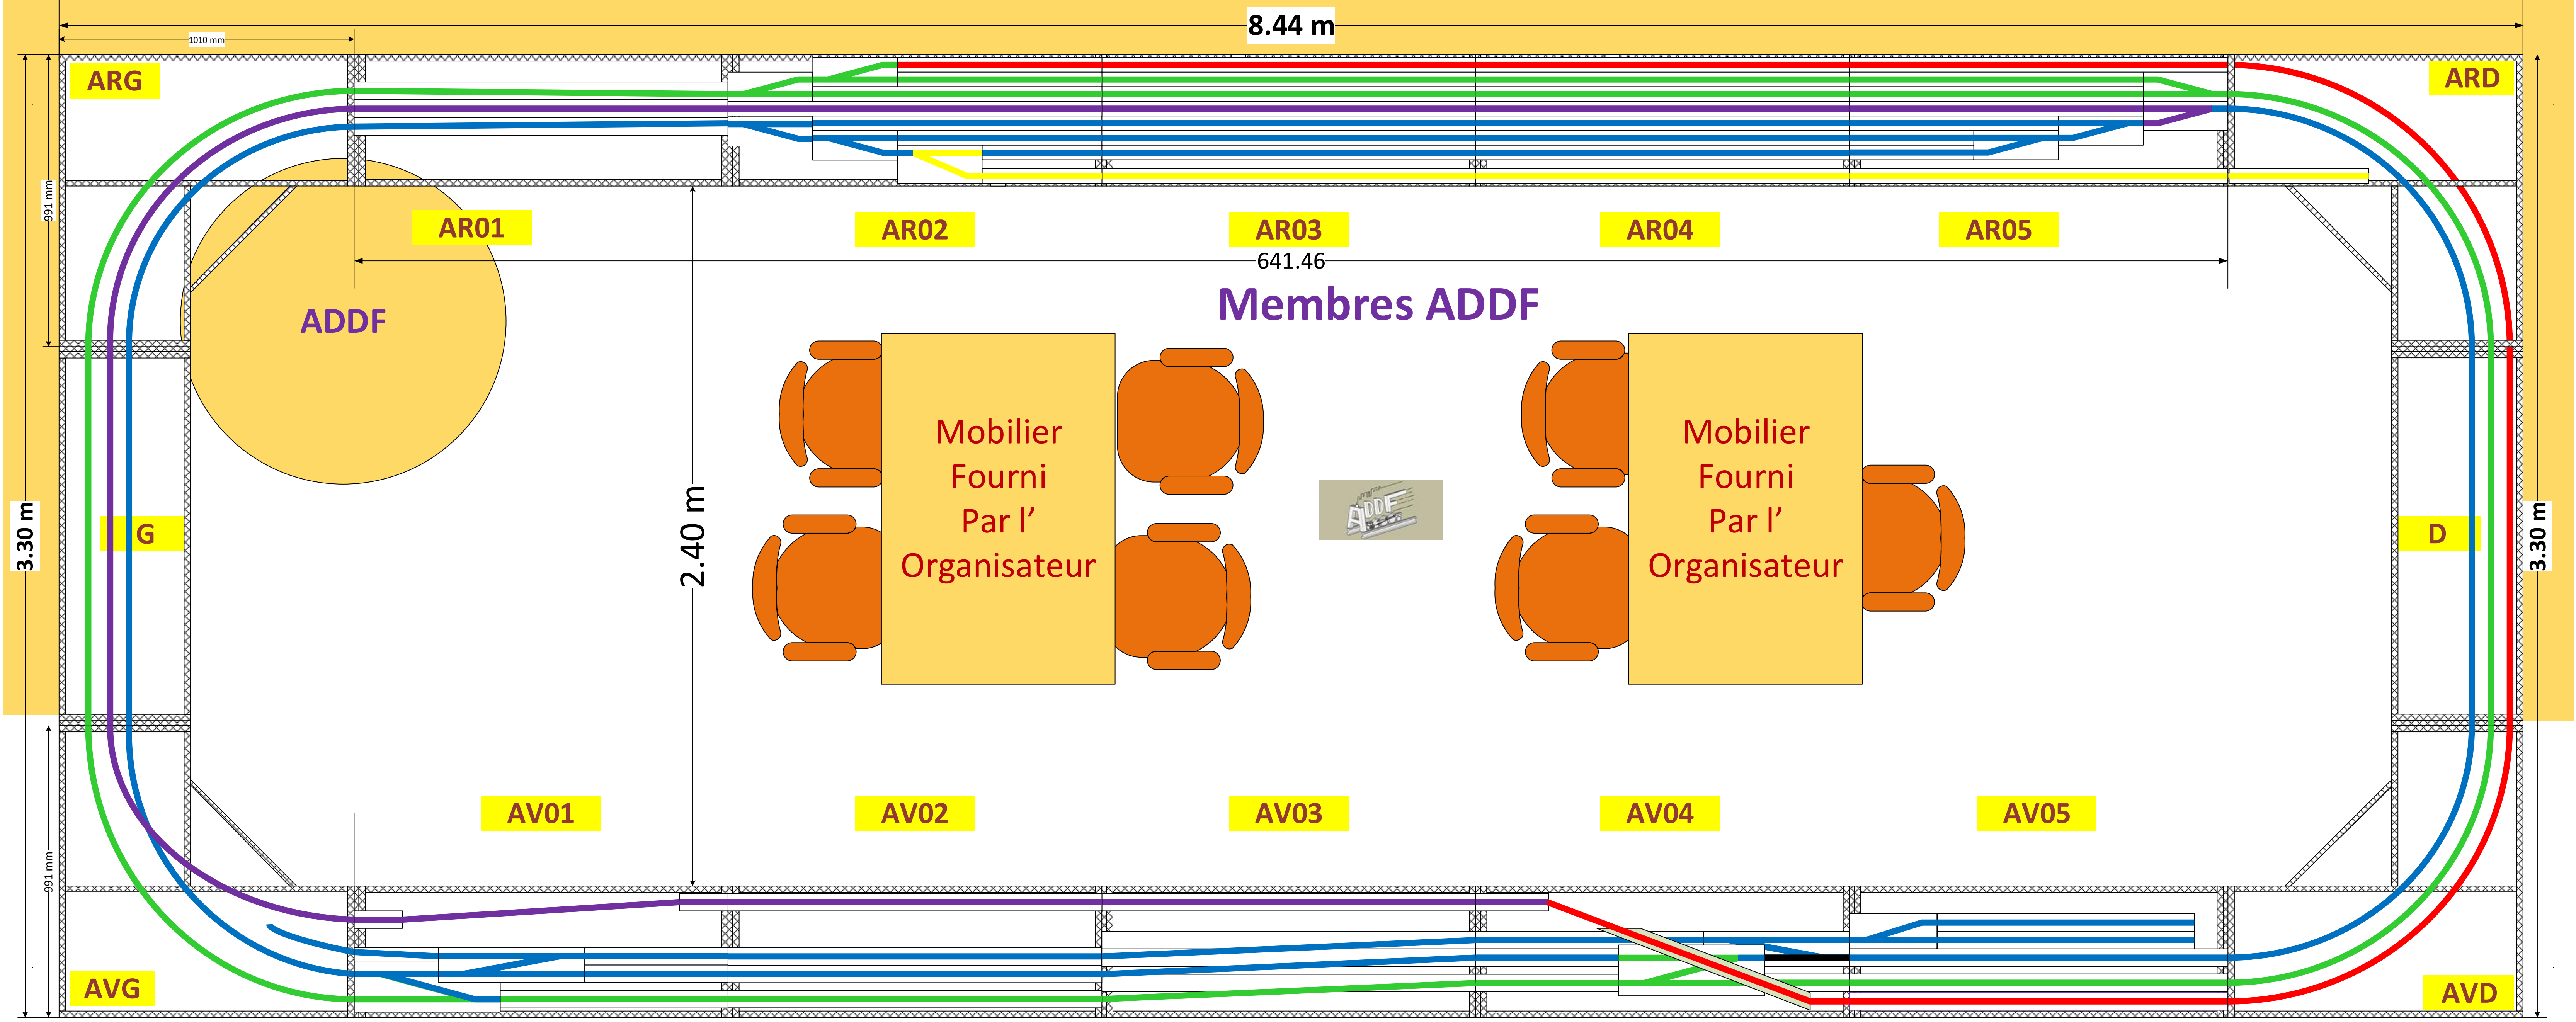 8.44 m
1010 mm
ARG
ARD
991 mm
AR01
AR02
AR03
AR04
AR05
641.46
Membres ADDF
ADDF
Mobilier
Fourni
Par l’
Organisateur
Mobilier
Fourni
Par l’
Organisateur
ADDF
3.30 m
G
2.40 m
D
3.30 m
AV01
AV02
AV03
AV04
AV05
991 mm
AVG
AVD